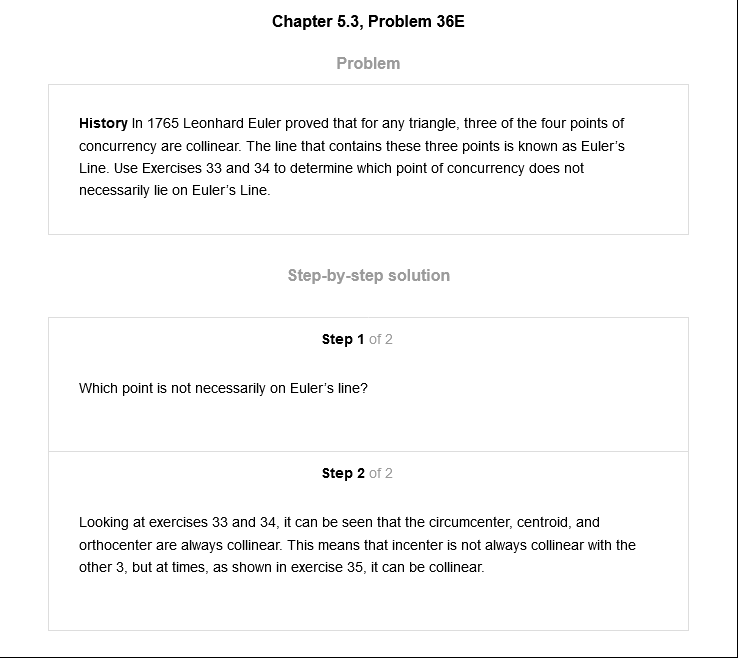 Chapter 5.3, Problem 36E
Problem
History In 1765 Leonhard Euler proved that for any triangle, three of the four points of
concurrency are collinear. The line that contains these three points is known as Euler’s
Line. Use Exercises 33 and 34 to determine which point of concurrency does not
necessarily lie on Euler’s Line.
Step-by-step solution
Step 1 of 2
Which point is not necessarily on Euler’s line?
Step 2 of 2
Looking at exercises 33 and 34, it can be seen that the circumcenter, centroid, and
orthocenter are always collinear. This means that incenter is not always collinear with the
other 3, but at times, as shown in exercise 35, it can be collinear.